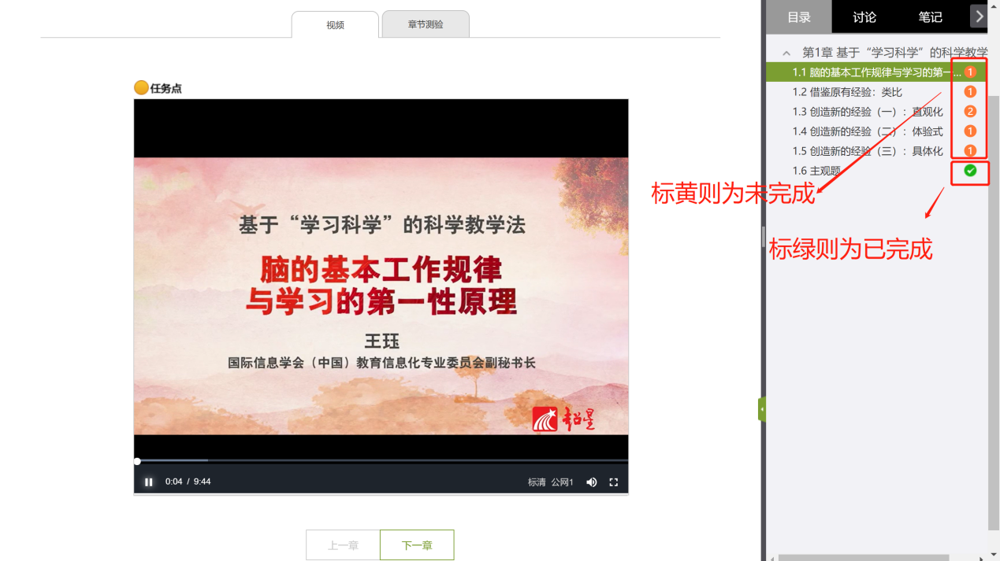 视频
章节测验
任务点
基于“学习科学”的科学教学法
脑的基本工作规律
与学习的第一性原理
王珏
国际信息学会（中国）教育信息化专业委员会副秘书长
超星
0:04 / 9:44
标清 公网1
上一章
下一章
目录
讨论
笔记
第1章 基于“学习科学”的科学教学
1.1 脑的基本工作规律与学习的第一... 1
1.2 借鉴原有经验：类比 1
1.3 创造新的经验（一）：直观化 2
1.4 创造新的经验（二）：体验式 1
1.5 创造新的经验（三）：具体化 1
1.6 主观题
标黄则为未完成
标绿则为已完成